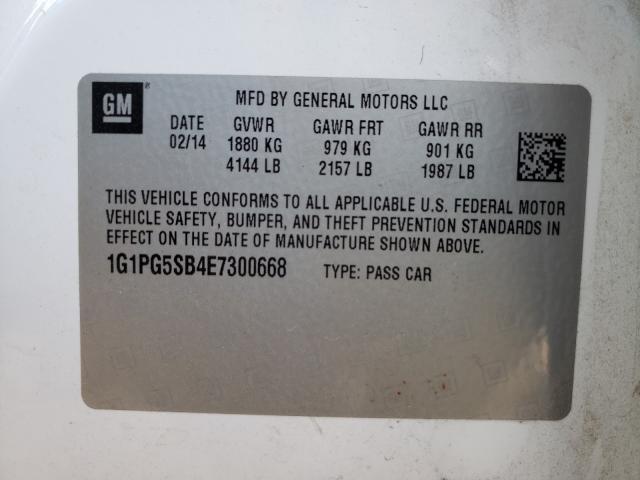 GM ®
MFD BY GENERAL MOTORS LLC
DATE GVWR GAWR FRT GAWR RR
02/14 1880 KG 979 KG 901 KG
4144 LB 2157 LB 1987 LB
THIS VEHICLE CONFORMS TO ALL APPLICABLE U.S. FEDERAL MOTOR
VEHICLE SAFETY, BUMPER, AND THEFT PREVENTION STANDARDS IN
EFFECT ON THE DATE OF MANUFACTURE SHOWN ABOVE.
1G1PG5SB4E7300668 TYPE: PASS CAR